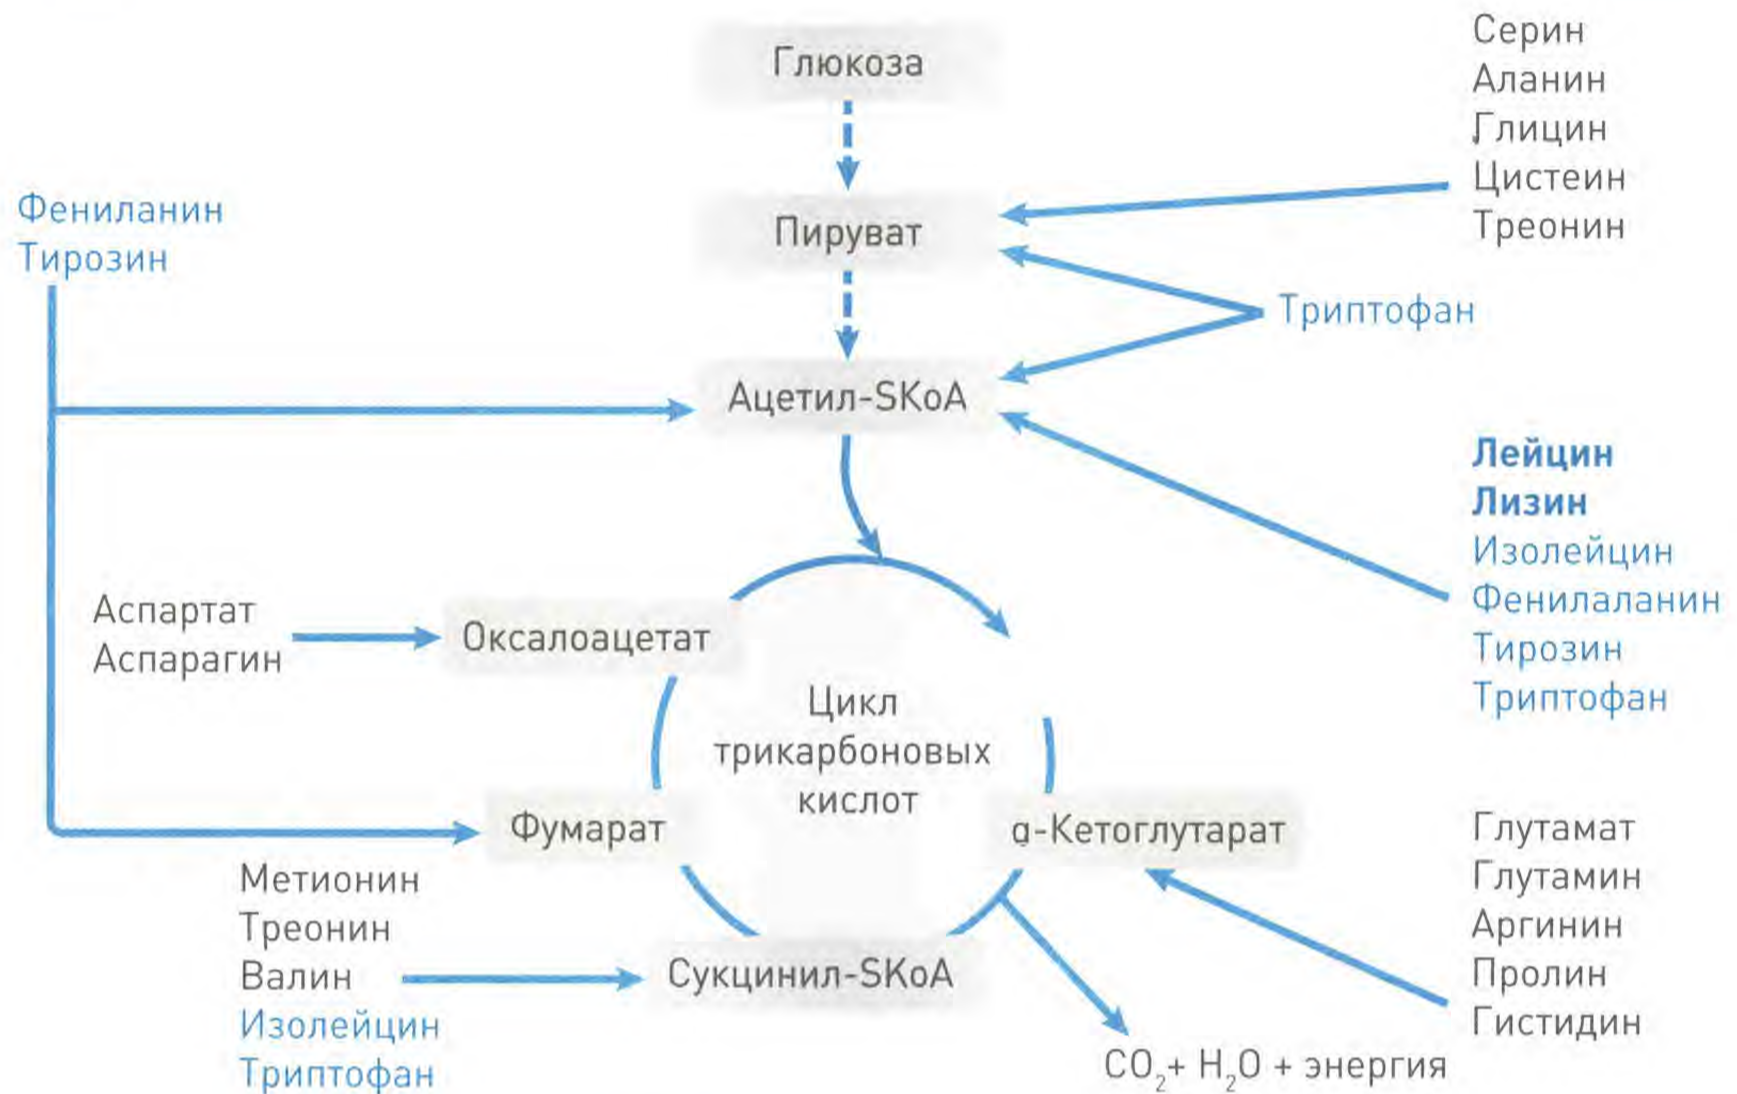 Глюкоза
Серин
Аланин
Глицин
Цистеин
Треонин
Фениланин
Тирозин
Пируват
Триптофан
Ацетил-SKoA
Лейцин
Лизин
Изолейцин
Фенилаланин
Тирозин
Триптофан
Аспартат
Аспарагин
Оксалоацетат
Цикл
трикарбоновых
кислот
Фумарат
α-Кетоглутарат
Глутамат
Глутамин
Аргинин
Пролин
Гистидин
Метионин
Треонин
Валин
Изолейцин
Триптофан
Сукцинил-SKoA
CO₂+ H₂O + энергия